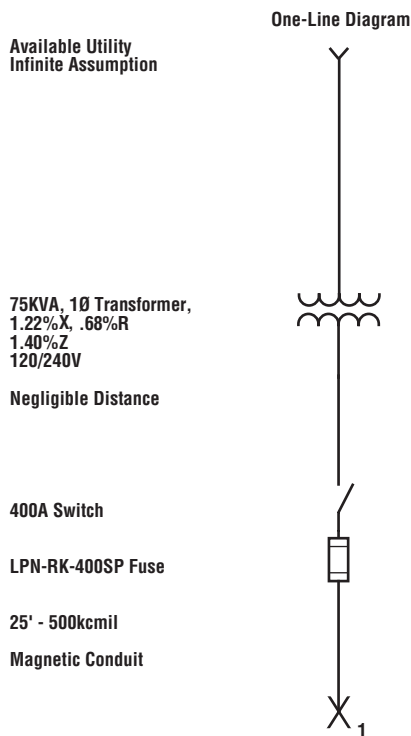 One-Line Diagram
Available Utility
Infinite Assumption
75KVA, 1Ø Transformer,
1.22%X, .68%R
1.40%Z
120/240V
Negligible Distance
400A Switch
LPN-RK-400SP Fuse
25' - 500kcmil
Magnetic Conduit
1